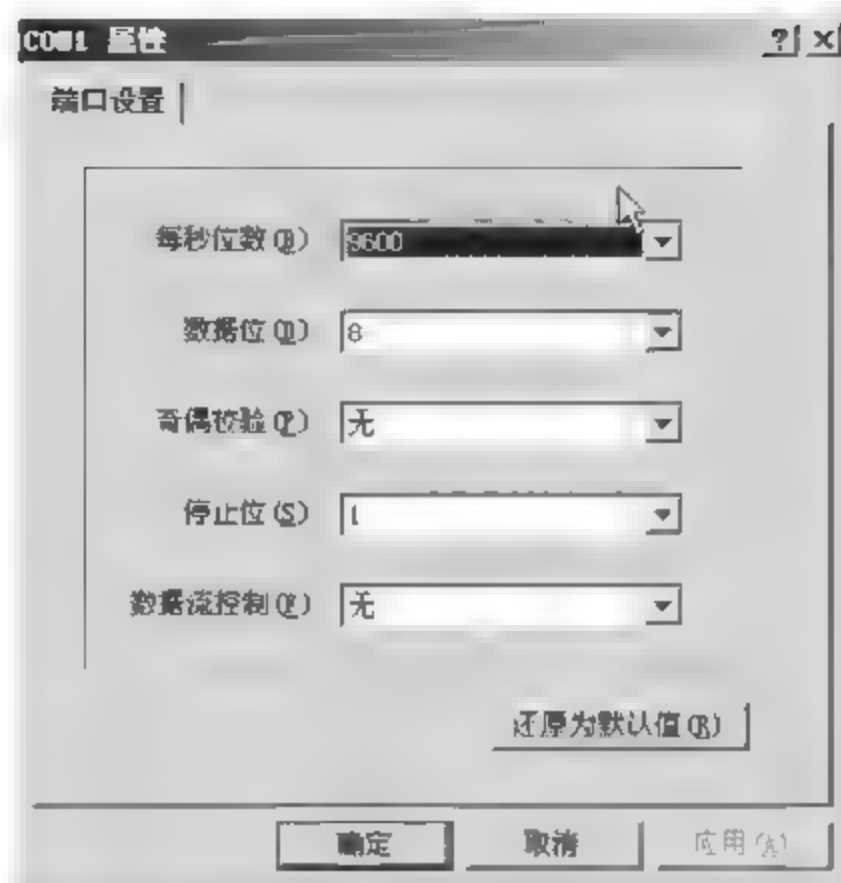 COM1 属性
端口设置
每秒位数(B) 9600
数据位(D) 8
奇偶校验(P) 无
停止位(S) 1
数据流控制(F) 无
还原为默认值(R)
确定 取消 应用(A)